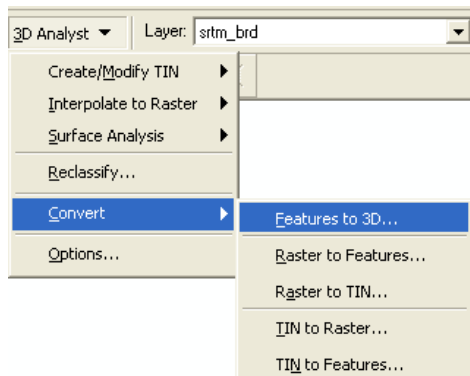 3D Analyst Layer: srtm_brd
Create/Modify TIN
Interpolate to Raster
Surface Analysis
Reclassify...
Convert
Options...
Features to 3D...
Raster to Features...
Raster to TIN...
TIN to Raster...
TIN to Features...